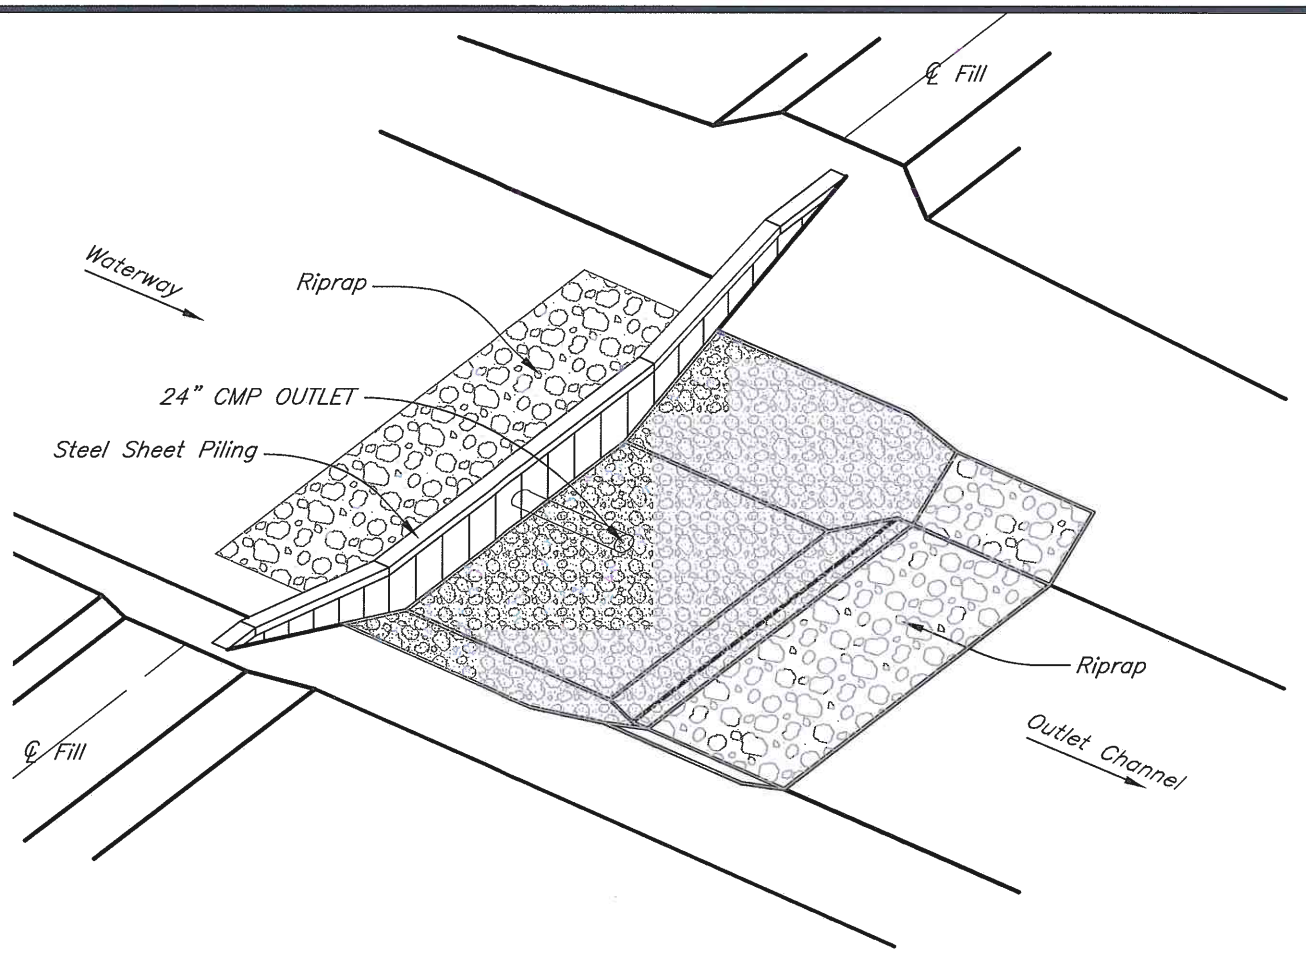 ℄ Fill
Waterway
Riprap
24” CMP OUTLET
Steel Sheet Piling
Riprap
Outlet Channel
℄ Fill